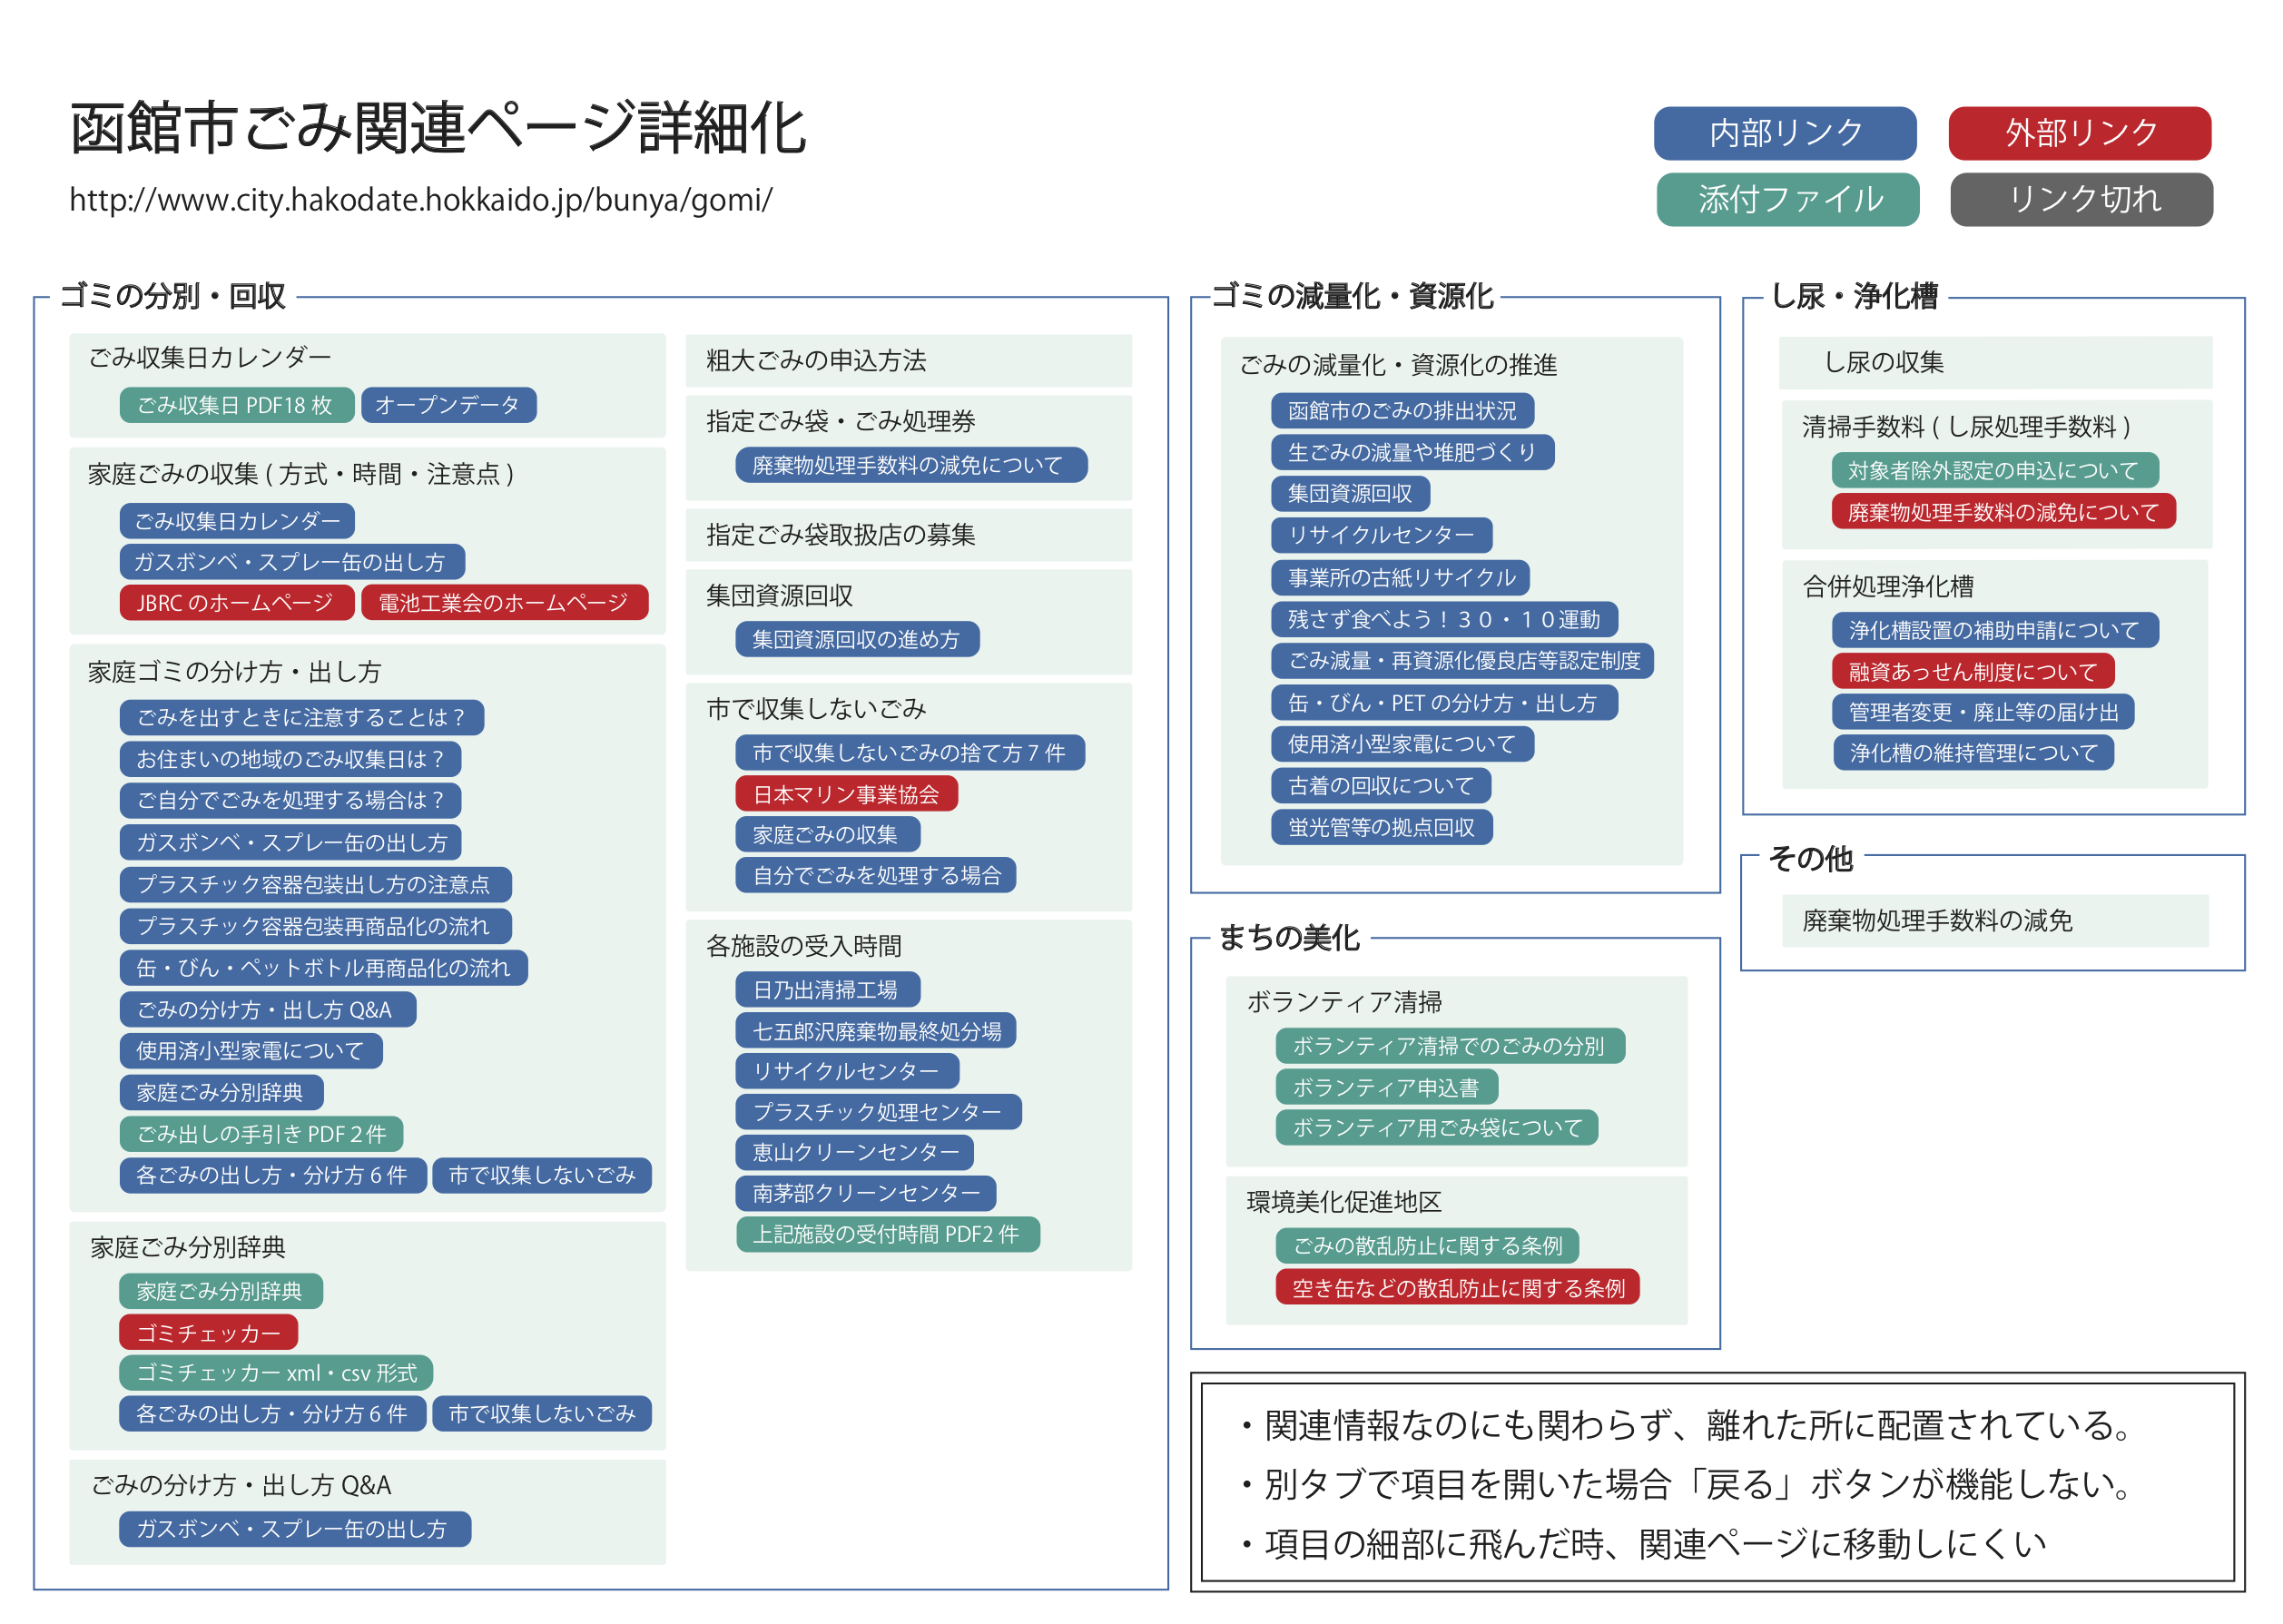 函館市ごみ関連ページ詳細化
http://www.city.hakodate.hokkaido.jp/bunya/gomi/
内部リンク
外部リンク
添付ファイル
リンク切れ
ゴミの分別・回収
ごみ収集日カレンダー
ごみ収集日 PDF18 枚
オープンデータ
家庭ごみの収集 ( 方式・時間・注意点 )
ごみ収集日カレンダー
ガスボンベ・スプレー缶の出し方
JBRC のホームページ
電池工業会のホームページ
家庭ゴミの分け方・出し方
ごみを出すときに注意することは?
お住まいの地域のごみ収集日は?
ご自分でごみを処理する場合は?
ガスボンベ・スプレー缶の出し方
プラスチック容器包装出し方の注意点
プラスチック容器包装再商品化の流れ
缶・びん・ペットボトル再商品化の流れ
ごみの分け方・出し方 Q&A
使用済小型家電について
家庭ごみ分別辞典
ごみ出しの手引き PDF 2 件
各ごみの出し方・分け方 6 件
市で収集しないごみ
家庭ごみ分別辞典
家庭ごみ分別辞典
ゴミチェッカー
ゴミチェッカー xml・csv 形式
各ごみの出し方・分け方 6 件
市で収集しないごみ
ごみの分け方・出し方 Q&A
ガスボンベ・スプレー缶の出し方
粗大ごみの申込方法
指定ごみ袋・ごみ処理券
廃棄物処理手数料の減免について
指定ごみ袋取扱店の募集
集団資源回収
集団資源回収の進め方
市で収集しないごみ
市で収集しないごみの捨て方 7 件
日本マリン事業協会
家庭ごみの収集
自分でごみを処理する場合
各施設の受入時間
日乃出清掃工場
七五郎沢廃棄物最終処分場
リサイクルセンター
プラスチック処理センター
恵山クリーンセンター
南茅部クリーンセンター
上記施設の受付時間 PDF2 件
ゴミの減量化・資源化
ごみの減量化・資源化の推進
函館市のごみの排出状況
生ごみの減量や堆肥づくり
集団資源回収
リサイクルセンター
事業所の古紙リサイクル
残さず食べよう!30・10運動
ごみ減量・再資源化優良店等認定制度
缶・びん・PET の分け方・出し方
使用済小型家電について
古着の回収について
蛍光管等の拠点回収
まちの美化
ボランティア清掃
ボランティア清掃でのごみの分別
ボランティア申込書
ボランティア用ごみ袋について
環境美化促進地区
ごみの散乱防止に関する条例
空き缶などの散乱防止に関する条例
し尿・浄化槽
し尿の収集
清掃手数料 ( し尿処理手数料 )
対象者除外認定の申込について
廃棄物処理手数料の減免について
合併処理浄化槽
浄化槽設置の補助申請について
融資あっせん制度について
管理者変更・廃止等の届け出
浄化槽の維持管理について
その他
廃棄物処理手数料の減免
・関連情報なのにも関わらず、離れた所に配置されている。
・別タブで項目を開いた場合「戻る」ボタンが機能しない。
・項目の細部に飛んだ時、関連ページに移動しにくい